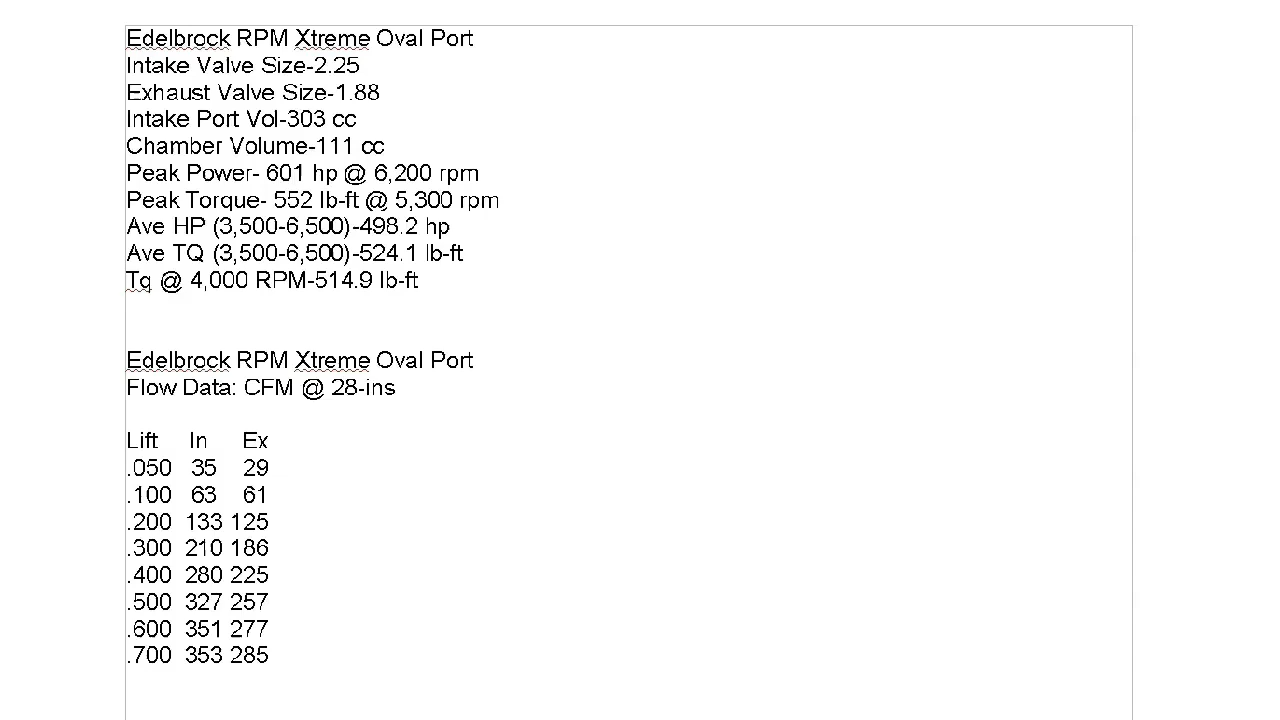 Edelbrock RPM Xtreme Oval Port
Intake Valve Size-2.25
Exhaust Valve Size-1.88
Intake Port Vol-303 cc
Chamber Volume-111 cc
Peak Power- 601 hp @ 6,200 rpm
Peak Torque- 552 lb-ft @ 5,300 rpm
Ave HP (3,500-6,500)-498.2 hp
Ave TQ (3,500-6,500)-524.1 lb-ft
Tq @ 4,000 RPM-514.9 lb-ft
Edelbrock RPM Xtreme Oval Port
Flow Data: CFM @ 28-ins
Lift In Ex
.050 35 29
.100 63 61
.200 133 125
.300 210 186
.400 280 225
.500 327 257
.600 351 277
.700 353 285